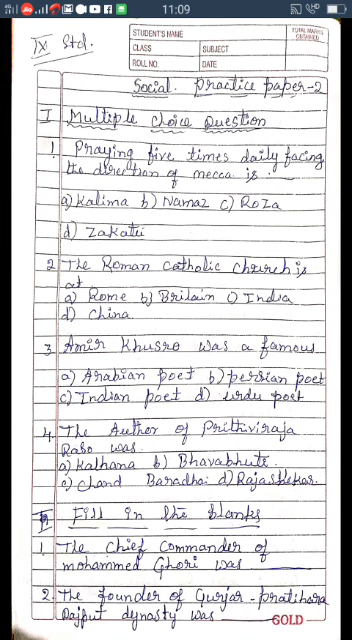 11:09
STUDENT'S NAME
TOTAL MARKS OBTAINED
CLASS
SUBJECT
ROLL NO.
DATE
IX Std.
Social. Practice paper-2
I Multiple choice Question
1. Praying five times daily facing
the direction of mecca is .
a) Kalima b) Namaz c) Roza
d) Zakath
2 The Roman catholic church is
at
a) Rome b) Britain c) India
d) China
3. Amir Khusro was a famous
a) Arabian poet b) persian poet
c) Indian poet d) urdu poet
4. The Author of Prithiviraja
Raso was.
a) Kalhana b) Bhavabhuti.
c) chand Baradhai d) Rajashekar.
II Fill in the blanks
1. The chief commander of
mohammed Ghori was
2. The founder of Gurjar-pratihara
Rajput dynasty was
GOLD